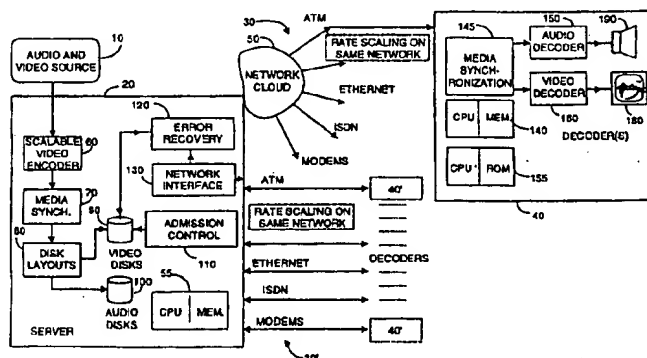 10
AUDIO AND
VIDEO SOURCE
20
120
ERROR
RECOVERY
SCALABLE
VIDEO
ENCODER
60
130
NETWORK
INTERFACE
MEDIA
SYNCH.
70
80
DISK
LAYOUTS
VIDEO
DISKS
ADMISSION
CONTROL
110
100
AUDIO
DISKS
55
CPU
MEM.
SERVER
30
50
NETWORK
CLOUD
ATM
RATE SCALING ON
SAME NETWORK
ETHERNET
ISDN
MODEMS
ATM
RATE SCALING ON
SAME NETWORK
ETHERNET
ISDN
MODEMS
40'
DECODERS
40'
145
MEDIA
SYNCH-
RONIZATION
150
AUDIO
DECODER
190
VIDEO
DECODER
160
180
CPU
MEM.
140
DECODER(S)
CPU
ROM
155
40